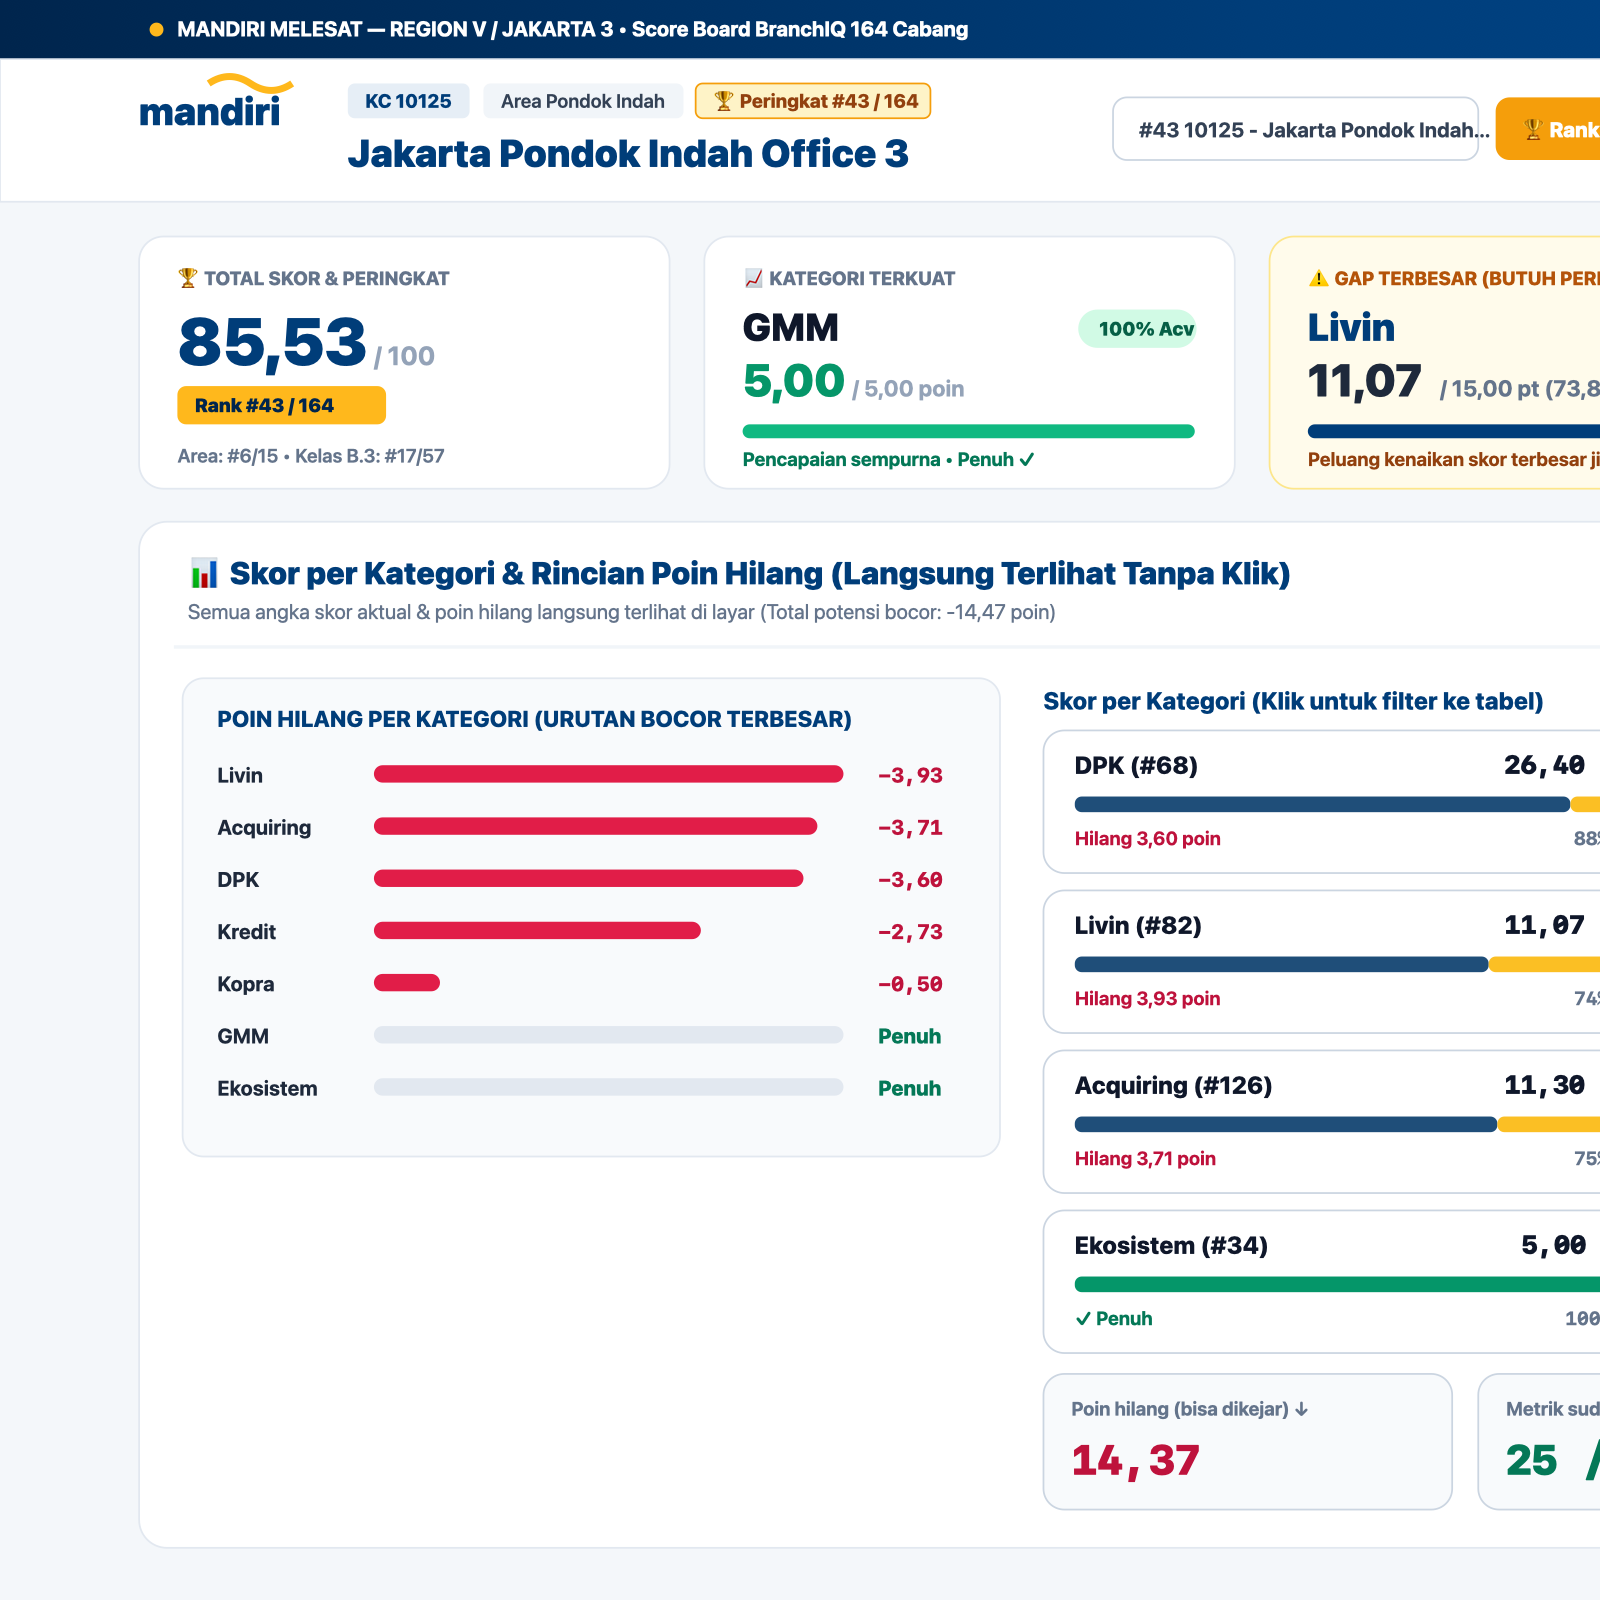 MANDIRI MELESAT — REGION V / JAKARTA 3 • Score Board BranchIQ 164 Cabang
mandiri
KC 10125
Area Pondok Indah
🏆 Peringkat #43 / 164
Jakarta Pondok Indah Office 3
#43 10125 - Jakarta Pondok Indah...
🏆 Rank
🏆 TOTAL SKOR & PERINGKAT
85,53 / 100
Rank #43 / 164
Area: #6/15 • Kelas B.3: #17/57
📈 KATEGORI TERKUAT
GMM
100% Acv
5,00 / 5,00 poin
Pencapaian sempurna • Penuh ✓
⚠️ GAP TERBESAR (BUTUH PER
Livin
11,07 / 15,00 pt (73,8
Peluang kenaikan skor terbesar ji
📊 Skor per Kategori & Rincian Poin Hilang (Langsung Terlihat Tanpa Klik)
Semua angka skor aktual & poin hilang langsung terlihat di layar (Total potensi bocor: -14,47 poin)
POIN HILANG PER KATEGORI (URUTAN BOCOR TERBESAR)
Livin −3,93
Acquiring −3,71
DPK −3,60
Kredit −2,73
Kopra −0,50
GMM Penuh
Ekosistem Penuh
Skor per Kategori (Klik untuk filter ke tabel)
DPK (#68) 26,40
Hilang 3,60 poin 88%
Livin (#82) 11,07
Hilang 3,93 poin 74%
Acquiring (#126) 11,30
Hilang 3,71 poin 75%
Ekosistem (#34) 5,00
✓ Penuh 100
Poin hilang (bisa dikejar) ↓
14,37
Metrik sud
25 /